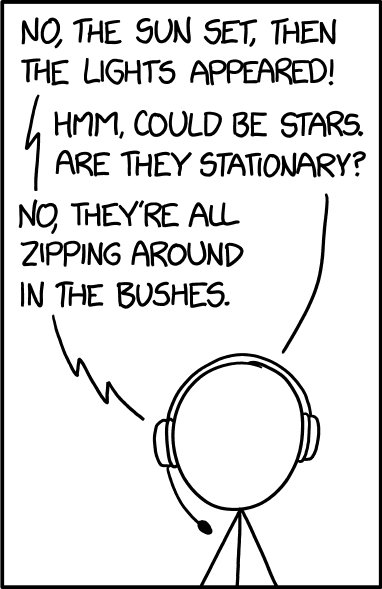 NO, THE SUN SET, THEN
THE LIGHTS APPEARED!
HMM, COULD BE STARS.
ARE THEY STATIONARY?
NO, THEY'RE ALL
ZIPPING AROUND
IN THE BUSHES.